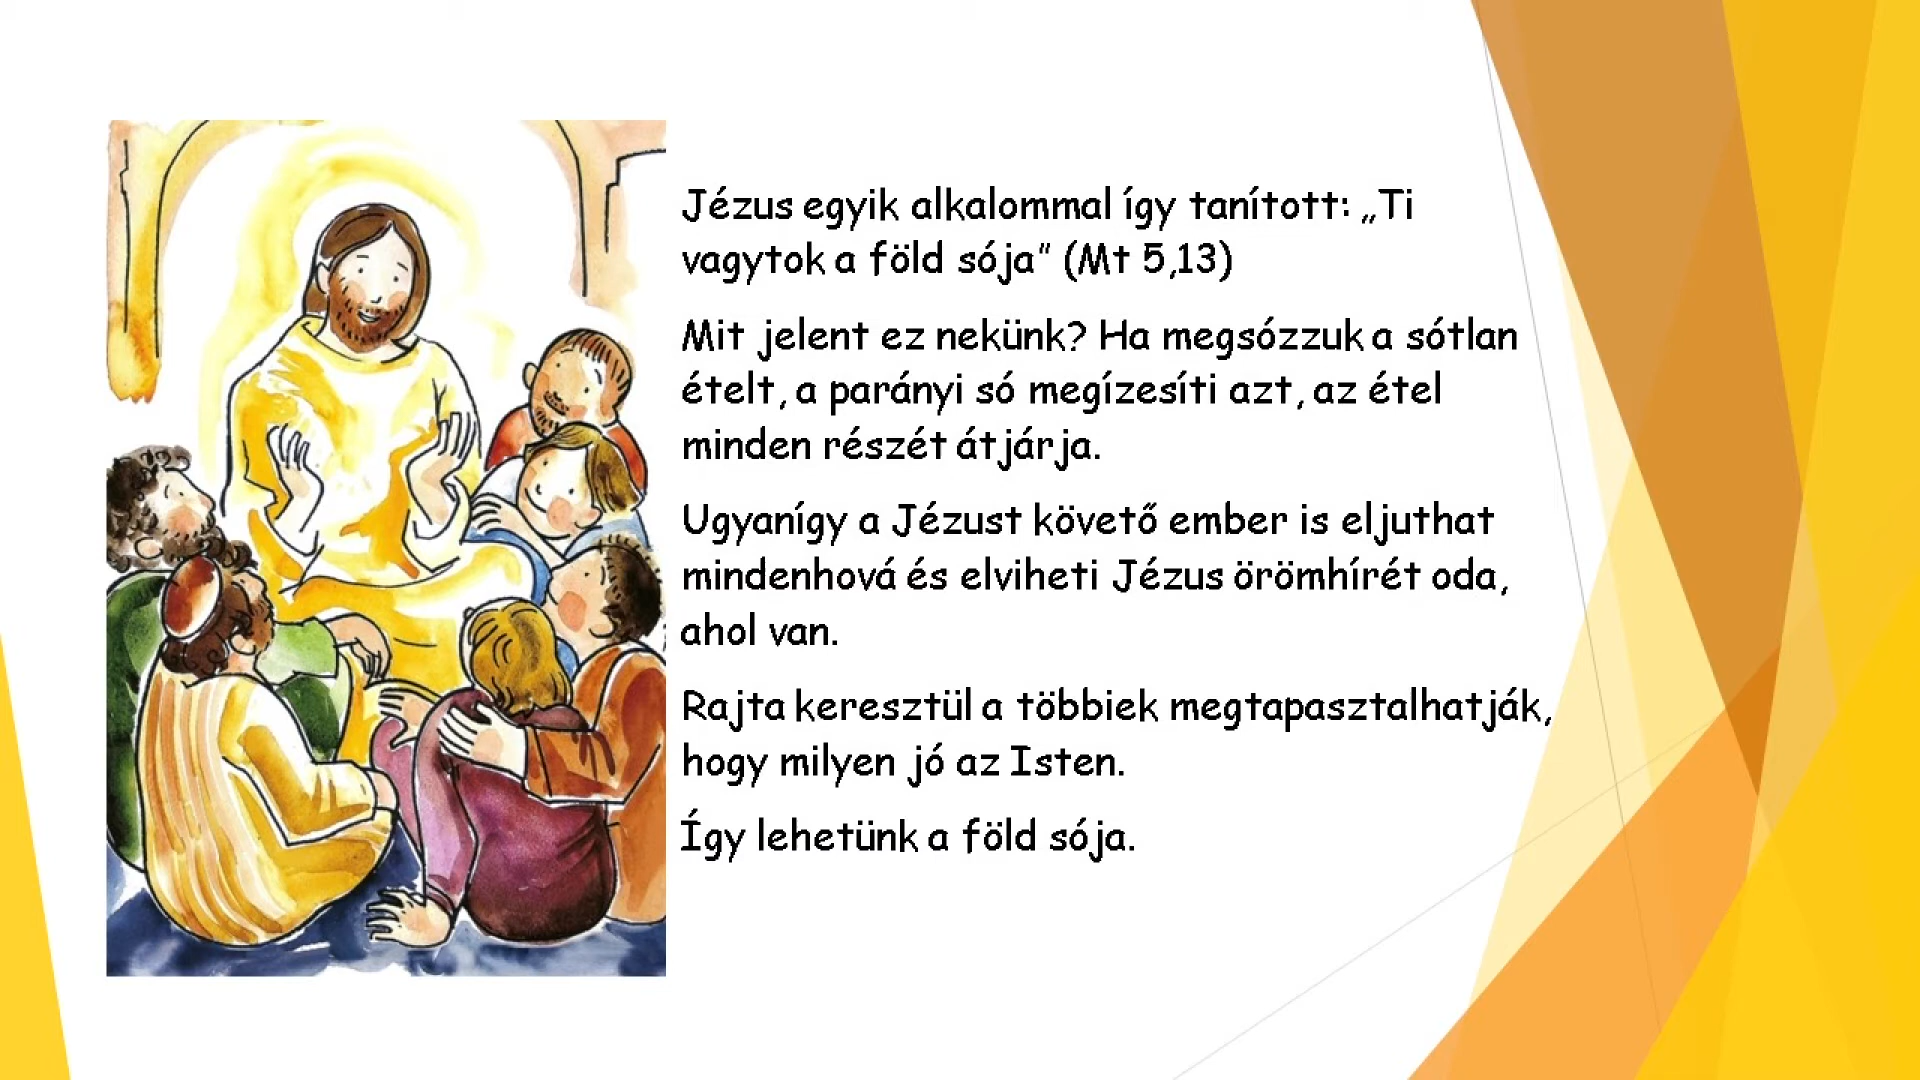 Jézus egyik alkalommal így tanított: „Ti
vagytok a föld sója” (Mt 5,13)
Mit jelent ez nekünk? Ha megsózzuk a sótlan
ételt, a parányi só megízesíti azt, az étel
minden részét átjárja.
Ugyanígy a Jézust követő ember is eljuthat
mindenhová és elviheti Jézus örömhírét oda,
ahol van.
Rajta keresztül a többiek megtapasztalhatják,
hogy milyen jó az Isten.
Így lehetünk a föld sója.